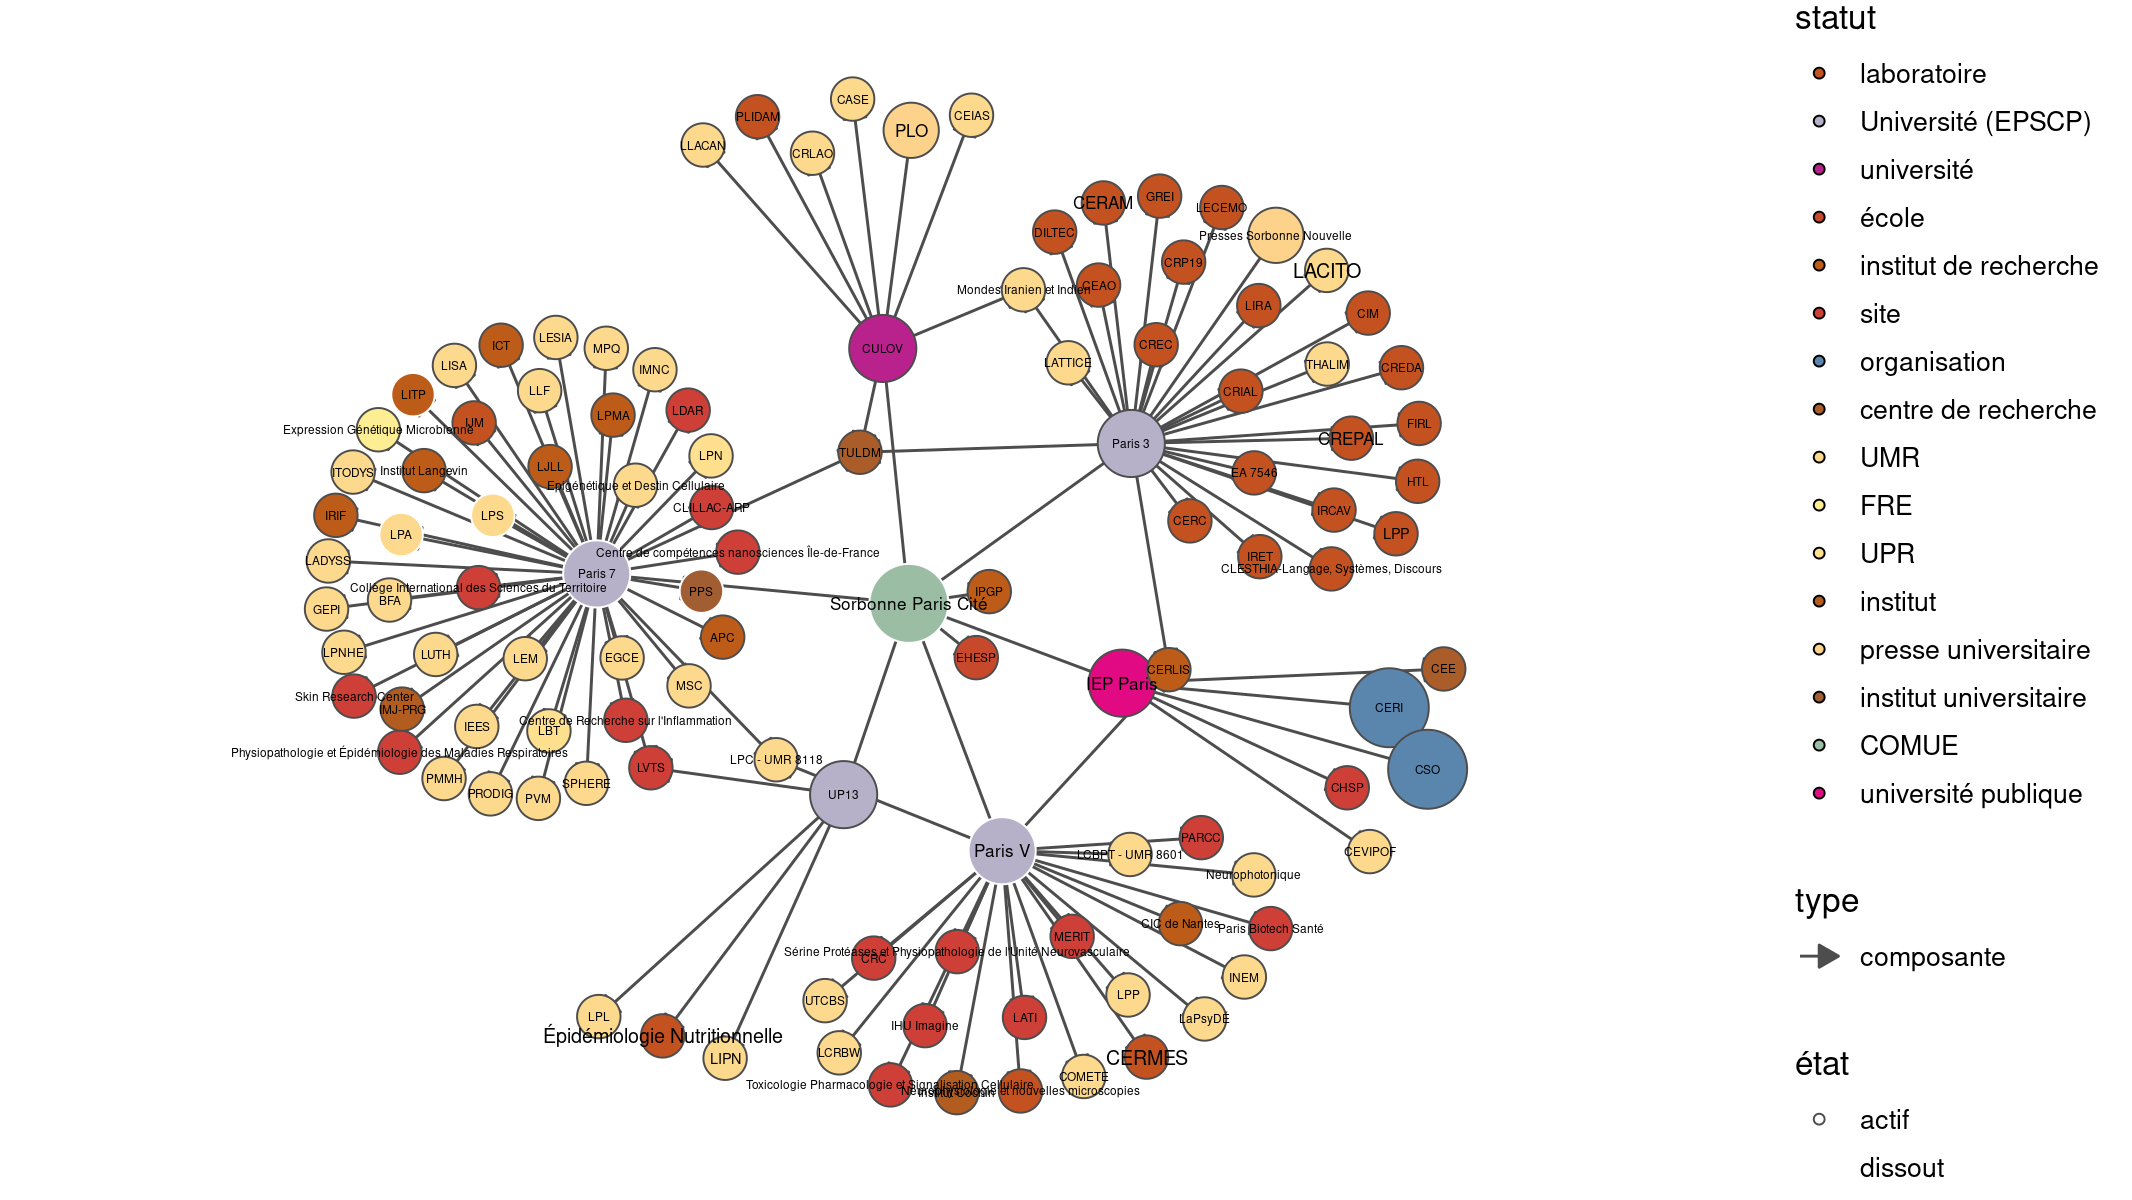 statut
laboratoire
Université (EPSCP)
université
école
institut de recherche
site
organisation
centre de recherche
UMR
FRE
UPR
institut
presse universitaire
institut universitaire
COMUE
université publique
type
composante
état
actif
dissout
CASE
PLIDAM
PLO
CEIAS
LLACAN
CRLAO
CULOV
TULDM
CERAM
GREI
LECEMO
DILTEC
Presses Sorbonne Nouvelle
CRP19
LACITO
Mondes Iranien et Indien
CEAO
LIRA
CIM
CREC
LATTICE
THALIM
CREDA
CRIAL
FIRL
CREPAL
Paris 3
EA 7546
HTL
IRCAV
CERC
LPP
IRET
CLESTHIA-Langage, Systèmes, Discours
LESIA
ICT
MPQ
LISA
IMNC
LLF
LITP
LPMA
LDAR
IJM
Expression Génétique Microbienne
LPN
ITODYS
Institut Langevin
LJLL
Epigénétique et Destin Cellulaire
CLILLAC-ARP
IRIF
LPS
LPA
Centre de compétences nanosciences Île-de-France
LADYSS
Paris 7
Collège International des Sciences du Territoire
PPS
BFA
GEPI
APC
LPNHE
LUTH
LEM
EGCE
MSC
Skin Research Center
IMJ-PRG
IEES
Centre de Recherche sur l'Inflammation
LBT
Physiopathologie et Épidémiologie des Maladies Respiratoires
LPC - UMR 8118
LVTS
PMMH
PRODIG
PVM
SPHERE
Sorbonne Paris Cité
IPGP
EHESP
IEP Paris
CERLIS
CEE
CERI
CSO
CHSP
CEVIPOF
UP13
LPL
Épidémiologie Nutritionnelle
LIPN
Paris V
PARCC
LCBPT - UMR 8601
Neurophotonique
CIC de Nantes
Paris Biotech Santé
MERIT
Sérine Protéases et Physiopathologie de l'Unité Neurovasculaire
CRC
INEM
UTCBS
LPP
IHU Imagine
LATI
LaPsyDÉ
LCRBW
CERMES
COMETE
Toxicologie Pharmacologie et Signalisation Cellulaire
Neurophysiologie et nouvelles microscopies
Institut Cochin